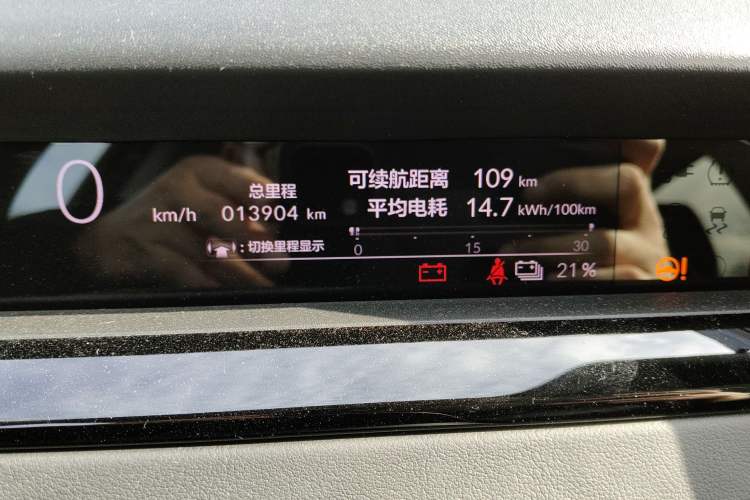 0 km/h
总里程
013904 km
: 切换里程显示
可续航距离 109 km
平均电耗 14.7 kWh/100km
0 15 30
21%